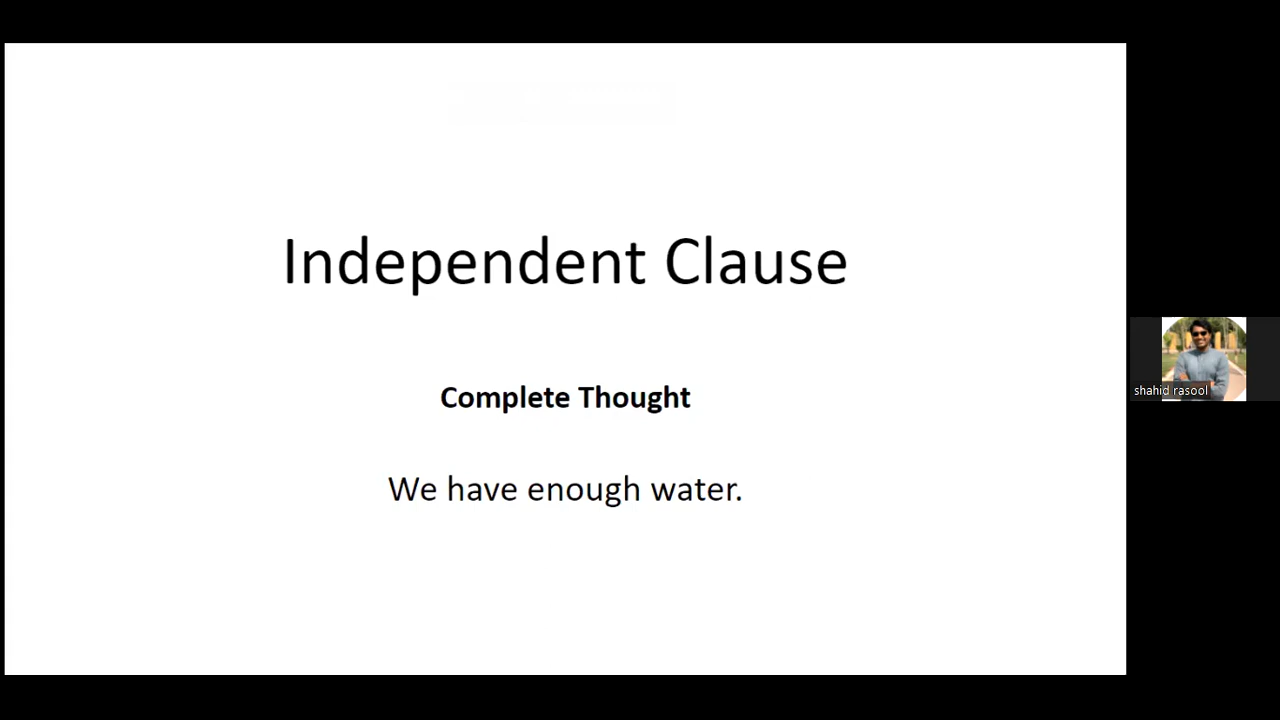 Independent Clause
Complete Thought
We have enough water.
shahid rasool